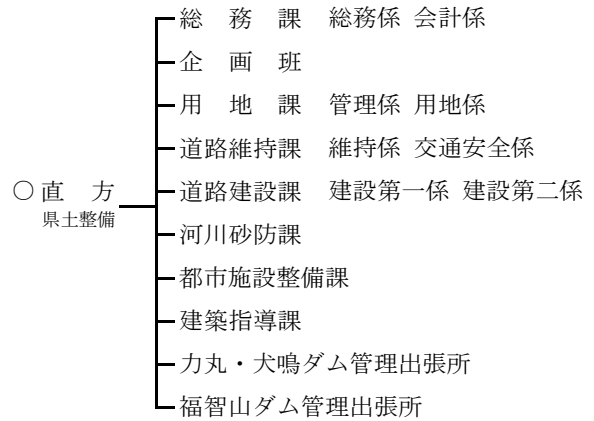 総務課 総務係 会計係
企画班
用地課 管理係 用地係
道路維持課 維持係 交通安全係
〇直方
県土整備
道路建設課 建設第一係 建設第二係
河川砂防課
都市施設整備課
建築指導課
力丸・犬鳴ダム管理出張所
福智山ダム管理出張所